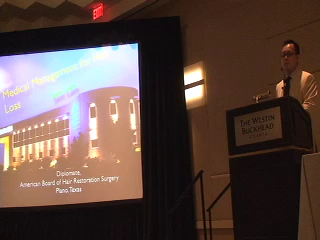 EXIT
Medical Management for Hair
Loss
Diplomate,
American Board of Hair Restoration Surgery
Plano, Texas
THE WESTIN
BUCKHEAD